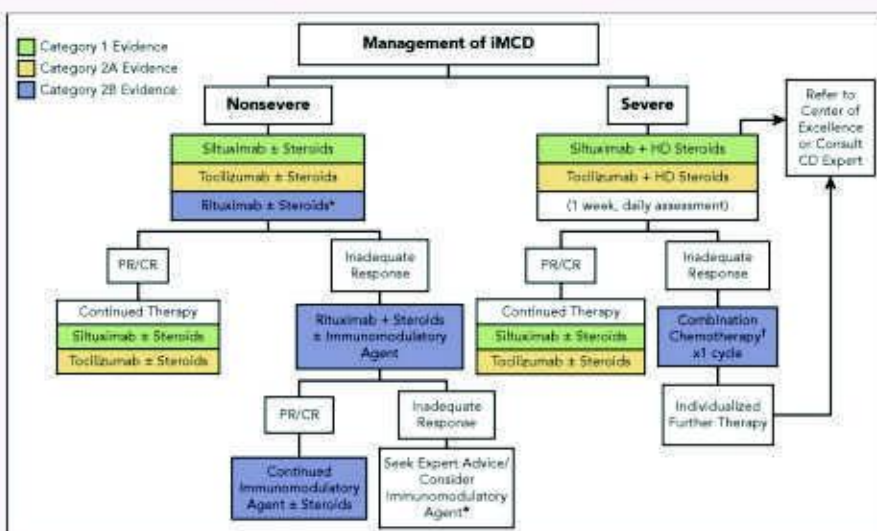 Management of iMCD
Category 1 Evidence
Category 2A Evidence
Category 2B Evidence
Nonsevere
Severe
Refer to
Center of
Excellence
or Consult
CD Expert
Siltuximab ± Steroids
Tocilizumab ± Steroids
Rituximab ± Steroids*
Siltuximab + HD Steroids
Tocilizumab + HD Steroids
(1 week, daily assessment)
PR/CR
Inadequate
Response
PR/CR
Inadequate
Response
Continued Therapy
Siltuximab ± Steroids
Tocilizumab ± Steroids
Rituximab + Steroids
± Immunomodulatory
Agent
Continued Therapy
Siltuximab ± Steroids
Tocilizumab ± Steroids
Combination
Chemotherapy†
x1 cycle
PR/CR
Inadequate
Response
Individualized
Further Therapy
Continued
Immunomodulatory
Agent ± Steroids
Seek Expert Advice/
Consider
Immunomodulatory
Agent*